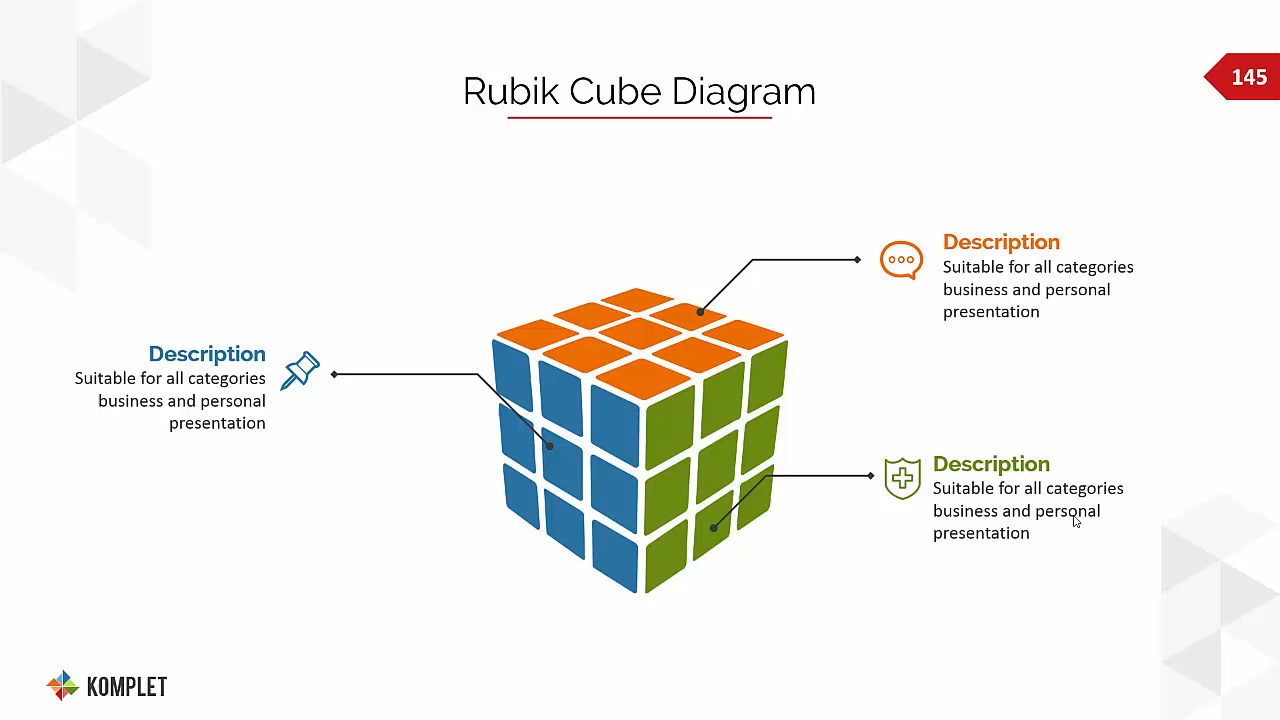 Rubik Cube Diagram
145
Description
Suitable for all categories
business and personal
presentation
Description
Suitable for all categories
business and personal
presentation
Description
Suitable for all categories
business and personal
presentation
KOMPLET